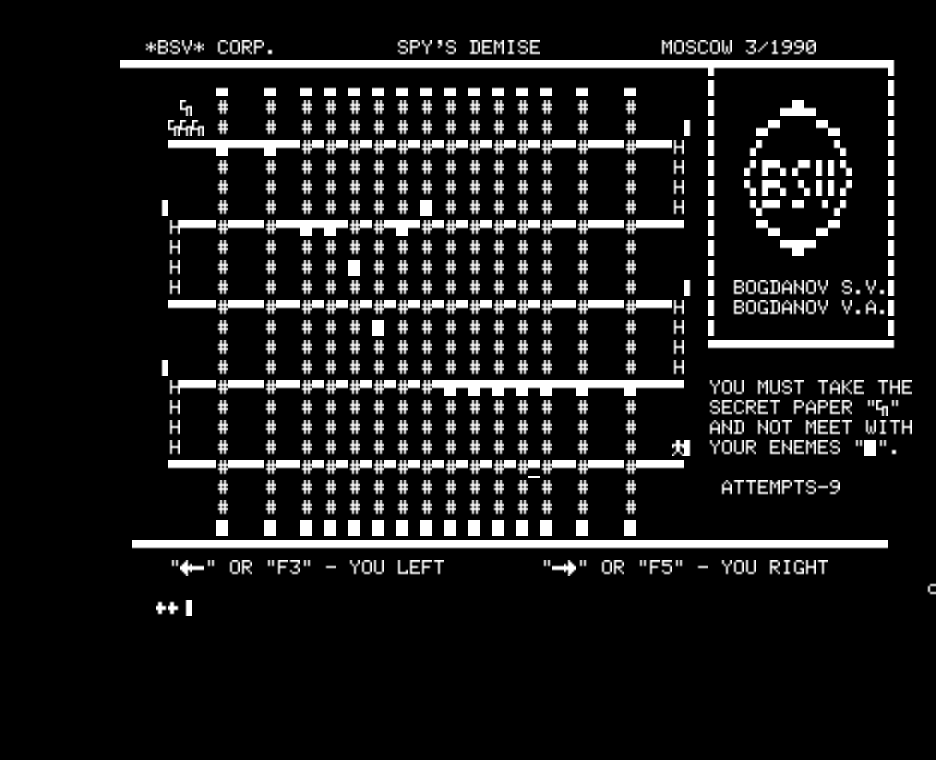 *BSV* CORP. SPY'S DEMISE MOSCOW 3/1990
BSV
BOGDANOV S.V.
BOGDANOV V.A.
YOU MUST TAKE THE
SECRET PAPER " "
AND NOT MEET WITH
YOUR ENEMES "█".
ATTEMPTS-9
"←" OR "F3" - YOU LEFT "→" OR "F5" - YOU RIGHT
++